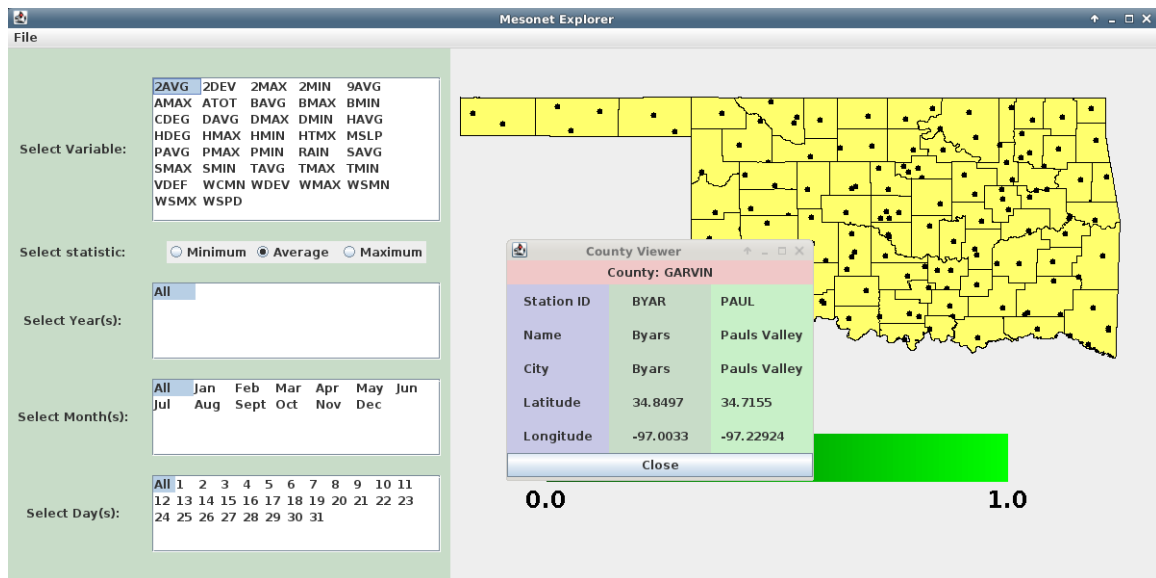 Mesonet Explorer
File
Select Variable:
2AVG 2DEV 2MAX 2MIN 9AVG
AMAX ATOT BAVG BMAX BMIN
CDEG DAVG DMAX DMIN HAVG
HDEG HMAX HMIN HTMX MSLP
PAVG PMAX PMIN RAIN SAVG
SMAX SMIN TAVG TMAX TMIN
VDEF WCMN WDEV WMAX WSMN
WSMX WSPD
Select statistic:
Minimum Average Maximum
Select Year(s):
All
Select Month(s):
All Jan Feb Mar Apr May Jun
Jul Aug Sept Oct Nov Dec
Select Day(s):
All 1 2 3 4 5 6 7 8 9 10 11
12 13 14 15 16 17 18 19 20 21 22 23
24 25 26 27 28 29 30 31
County Viewer
County: GARVIN
Station ID BYAR PAUL
Name Byars Pauls Valley
City Byars Pauls Valley
Latitude 34.8497 34.7155
Longitude -97.0033 -97.22924
Close
0.0 1.0